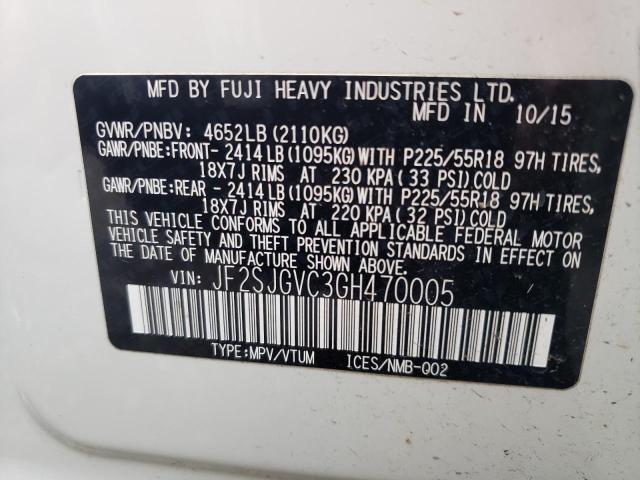 MFD BY FUJI HEAVY INDUSTRIES LTD.
MFD IN 10/15
GVWR/PNBV: 4652LB (2110KG)
GAWR/PNBE:FRONT- 2414LB(1095KG)WITH P225/55R18 97H TIRES,
18X7J RIMS AT 230 KPA (33 PSI)COLD
GAWR/PNBE:REAR - 2414LB(1095KG)WITH P225/55R18 97H TIRES,
18X7J RIMS AT 220 KPA (32 PSI)COLD
THIS VEHICLE CONFORMS TO ALL APPLICABLE FEDERAL MOTOR
VEHICLE SAFETY AND THEFT PREVENTION STANDARDS IN EFFECT ON
THE DATE OF MANUFACTURE SHOWN ABOVE.
VIN: JF2SJGVC3GH470005
TYPE:MPV/VTUM ICES/NMB-002